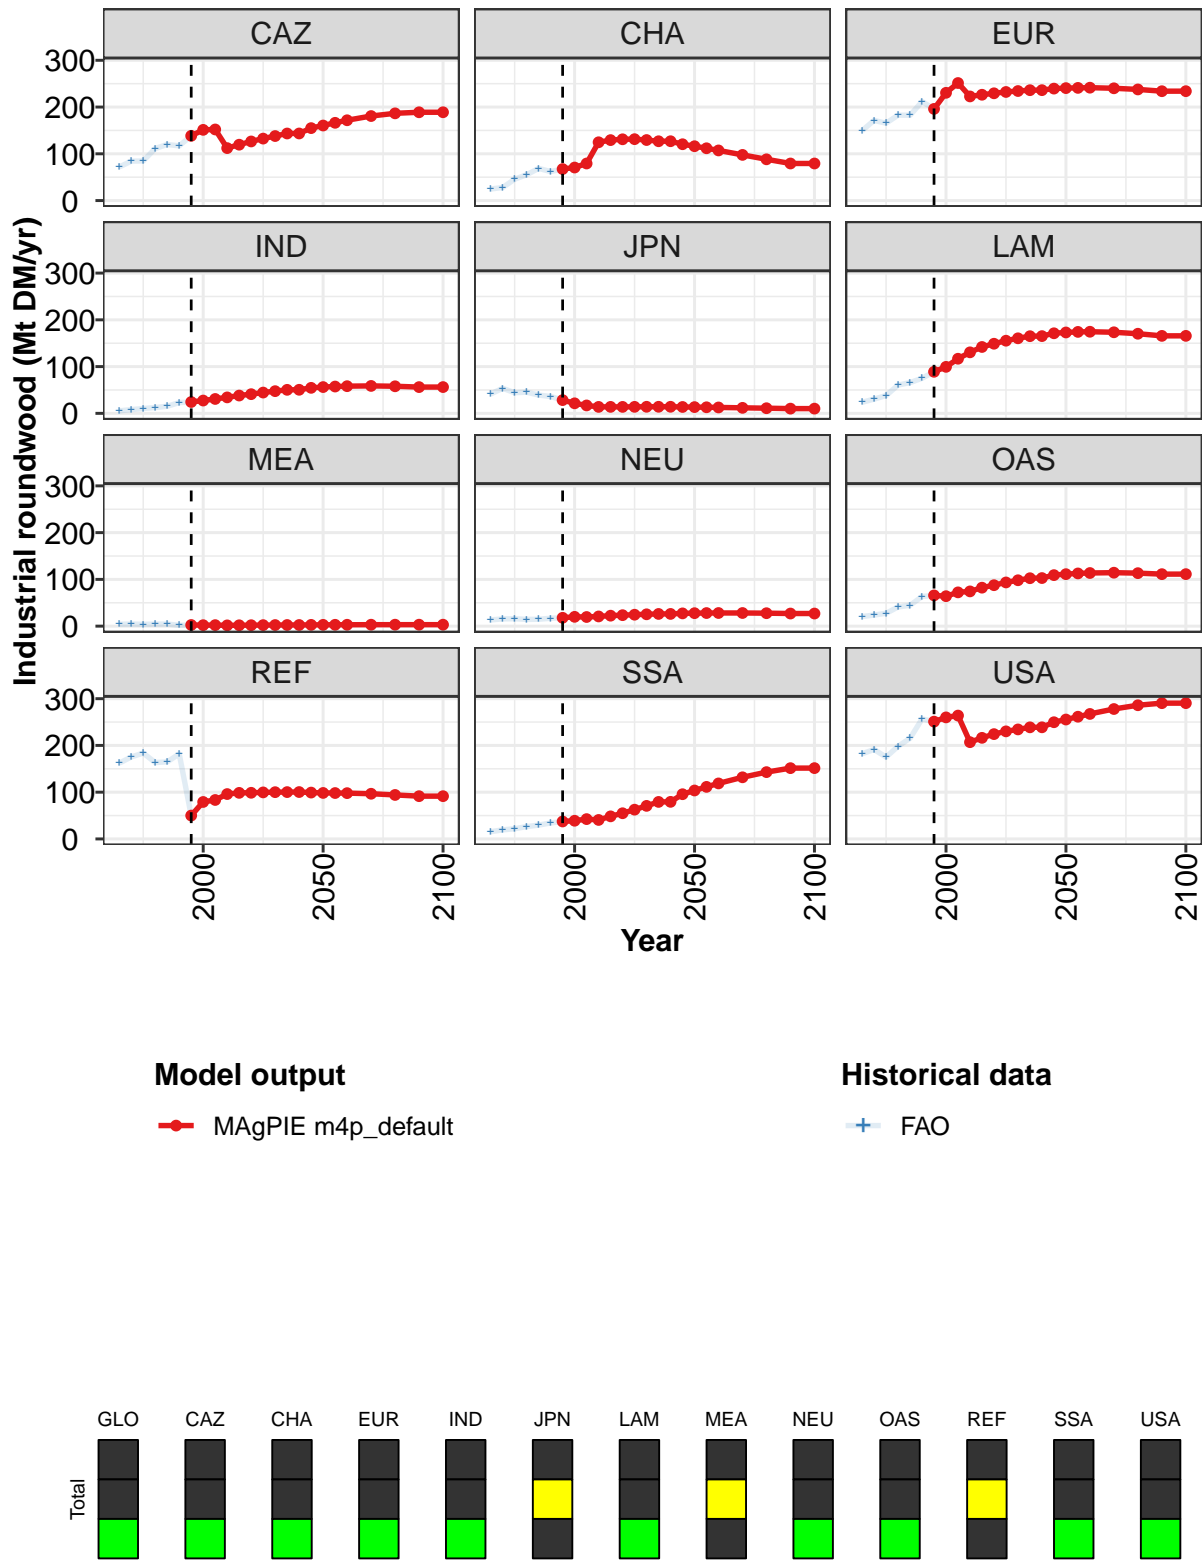 CAZ CHA EUR
300
200
100
0
IND JPN LAM
300
200
100
0
MEA NEU OAS
300
200
100
0
REF SSA USA
300
200
100
0
Industrial roundwood (Mt DM/yr)
2000 2050 2100 2000 2050 2100 2000 2050 2100
Year
Model output Historical data
MAgPIE m4p_default FAO
GLO CAZ CHA EUR IND JPN LAM MEA NEU OAS REF SSA USA
Total